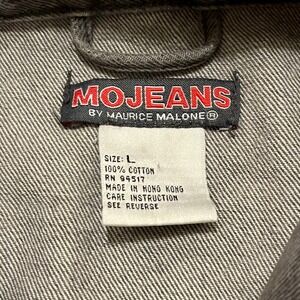 MOJEANS
BY MAURICE MALONE®
SIZE: L
100% COTTON
RN 94517
MADE IN HONG KONG
CARE INSTRUCTION
SEE REVERSE